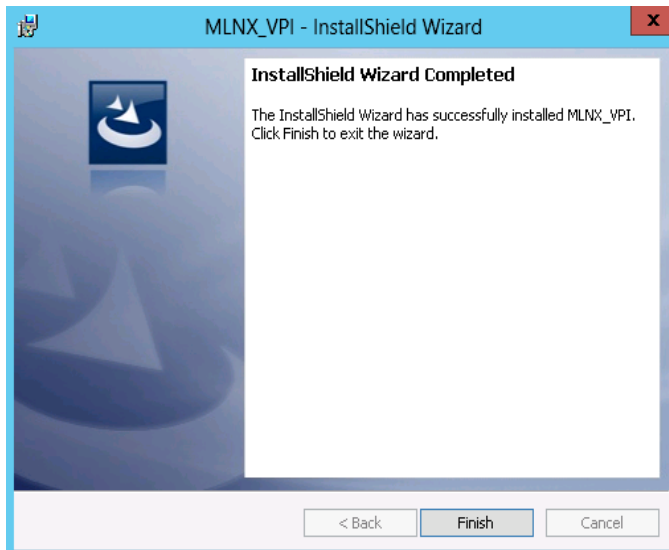 MLNX_VPI - InstallShield Wizard
x
InstallShield Wizard Completed
The InstallShield Wizard has successfully installed MLNX_VPI.
Click Finish to exit the wizard.
< Back
Finish
Cancel